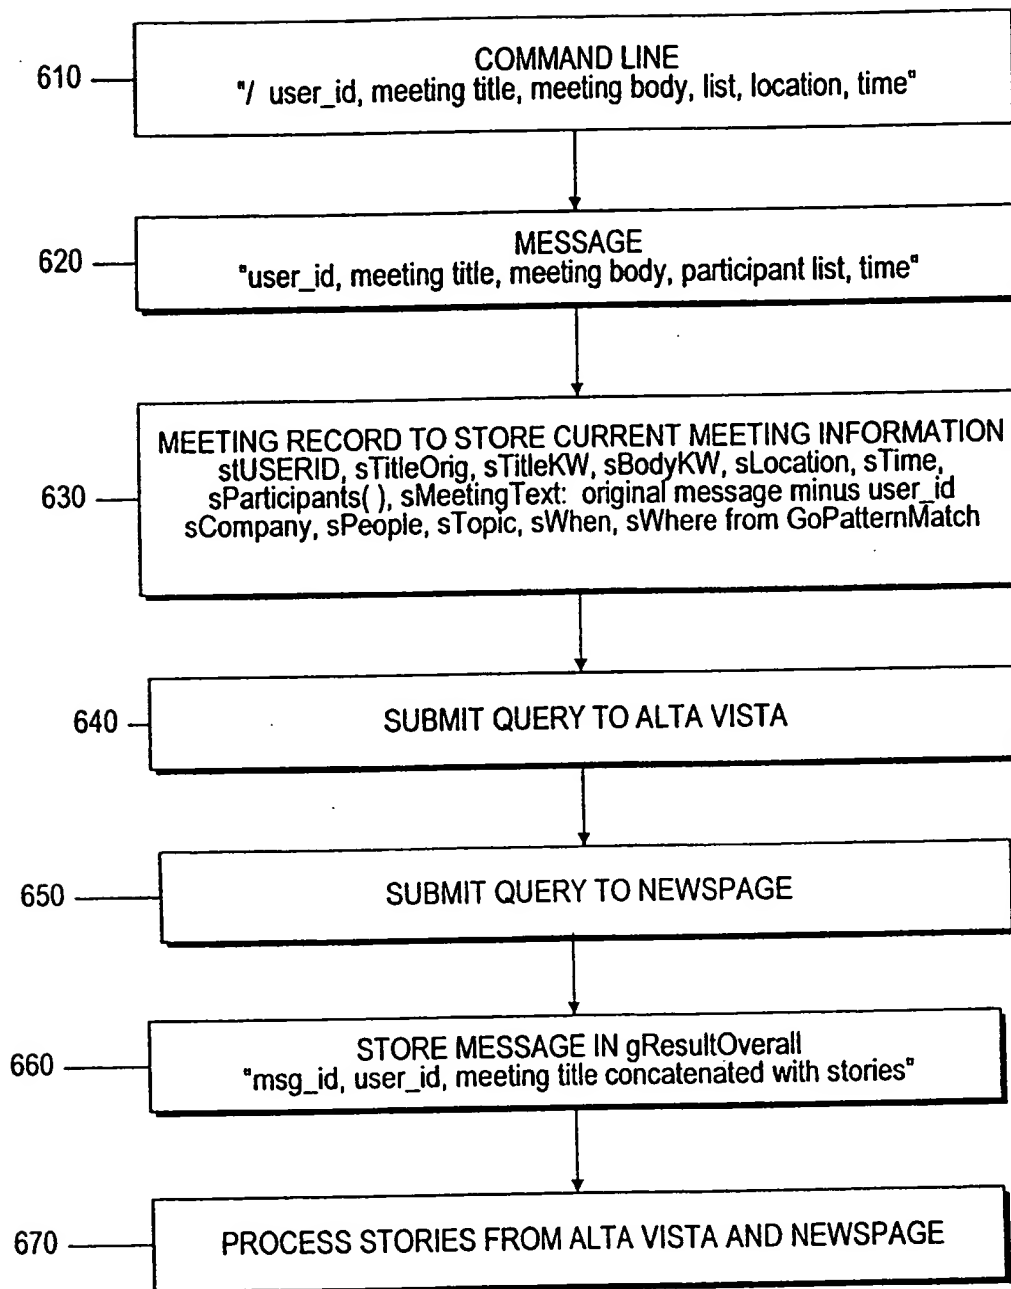 610
COMMAND LINE
"/ user_id, meeting title, meeting body, list, location, time"
620
MESSAGE
"user_id, meeting title, meeting body, participant list, time"
630
MEETING RECORD TO STORE CURRENT MEETING INFORMATION
stUSERID, sTitleOrig, sTitleKW, sBodyKW, sLocation, sTime,
sParticipants( ), sMeetingText: original message minus user_id
sCompany, sPeople, sTopic, sWhen, sWhere from GoPatternMatch
640
SUBMIT QUERY TO ALTA VISTA
650
SUBMIT QUERY TO NEWSPAGE
660
STORE MESSAGE IN gResultOverall
"msg_id, user_id, meeting title concatenated with stories"
670
PROCESS STORIES FROM ALTA VISTA AND NEWSPAGE